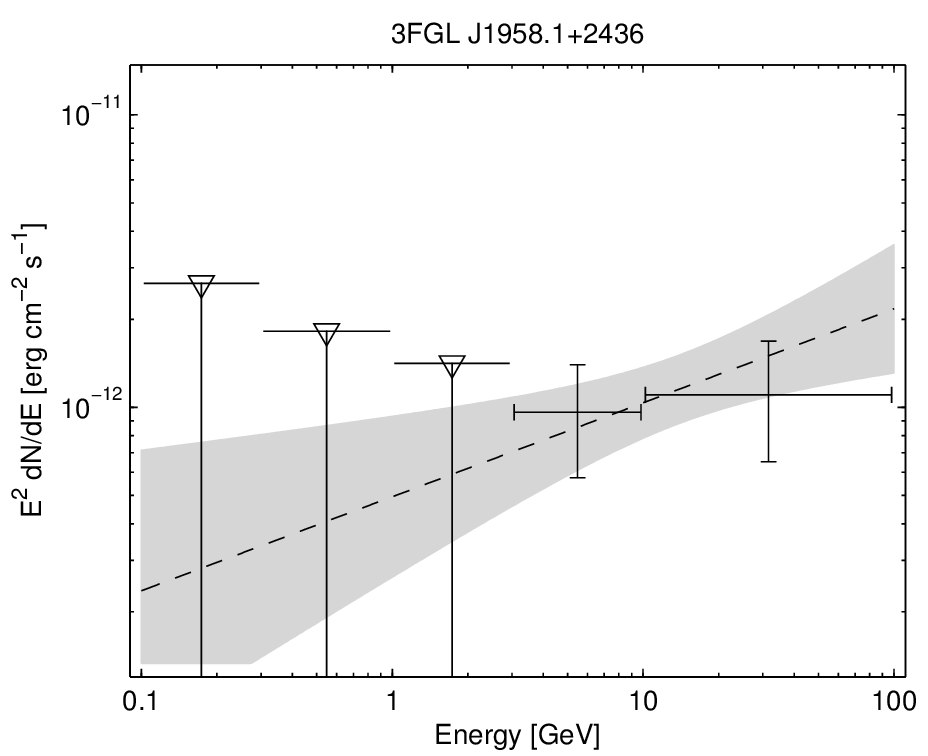 3FGL J1958.1+2436
10⁻¹¹
10⁻¹²
E² dN/dE [erg cm⁻² s⁻¹]
0.1 1 10 100
Energy [GeV]